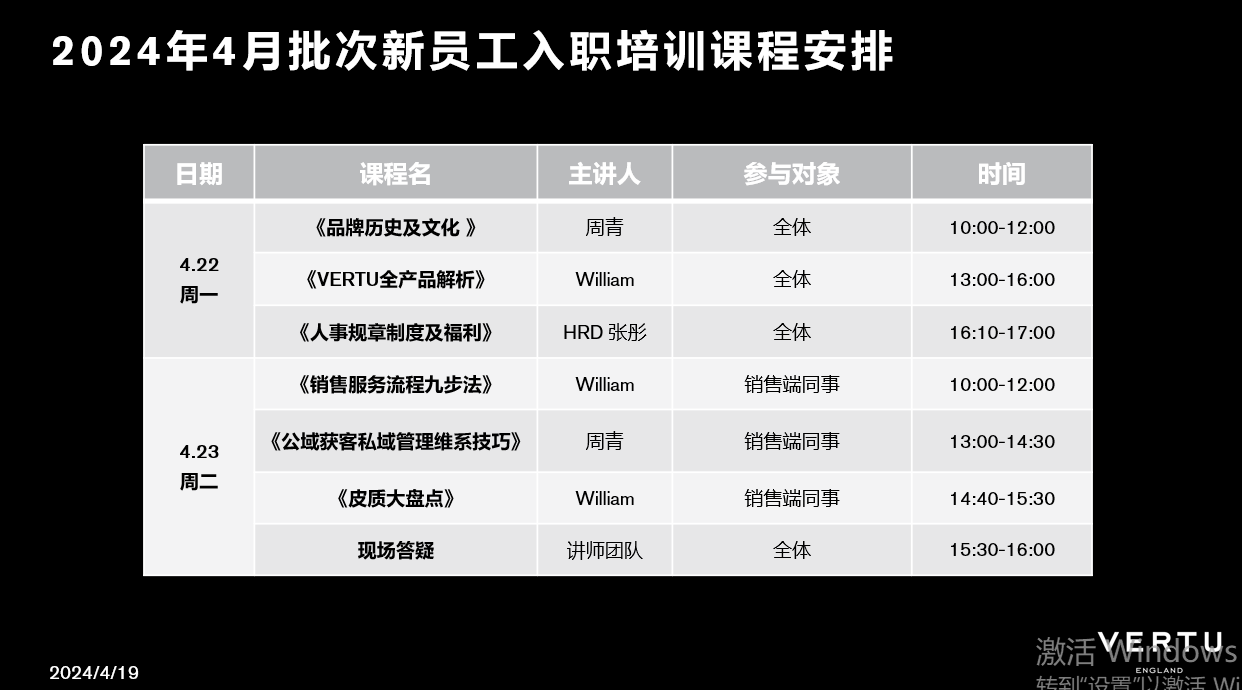 2024年4月批次新员工入职培训课程安排
日期 课程名 主讲人 参与对象 时间
4.22
周一
《品牌历史及文化 》 周青 全体 10:00-12:00
《VERTU全产品解析》 William 全体 13:00-16:00
《人事规章制度及福利》 HRD 张彤 全体 16:10-17:00
4.23
周二
《销售服务流程九步法》 William 销售端同事 10:00-12:00
《公域获客私域管理维系技巧》 周青 销售端同事 13:00-14:30
《皮质大盘点》 William 销售端同事 14:40-15:30
现场答疑 讲师团队 全体 15:30-16:00
2024/4/19
VERTU
ENGLAND
激活 Windows
转到"设置"以激活 Wi